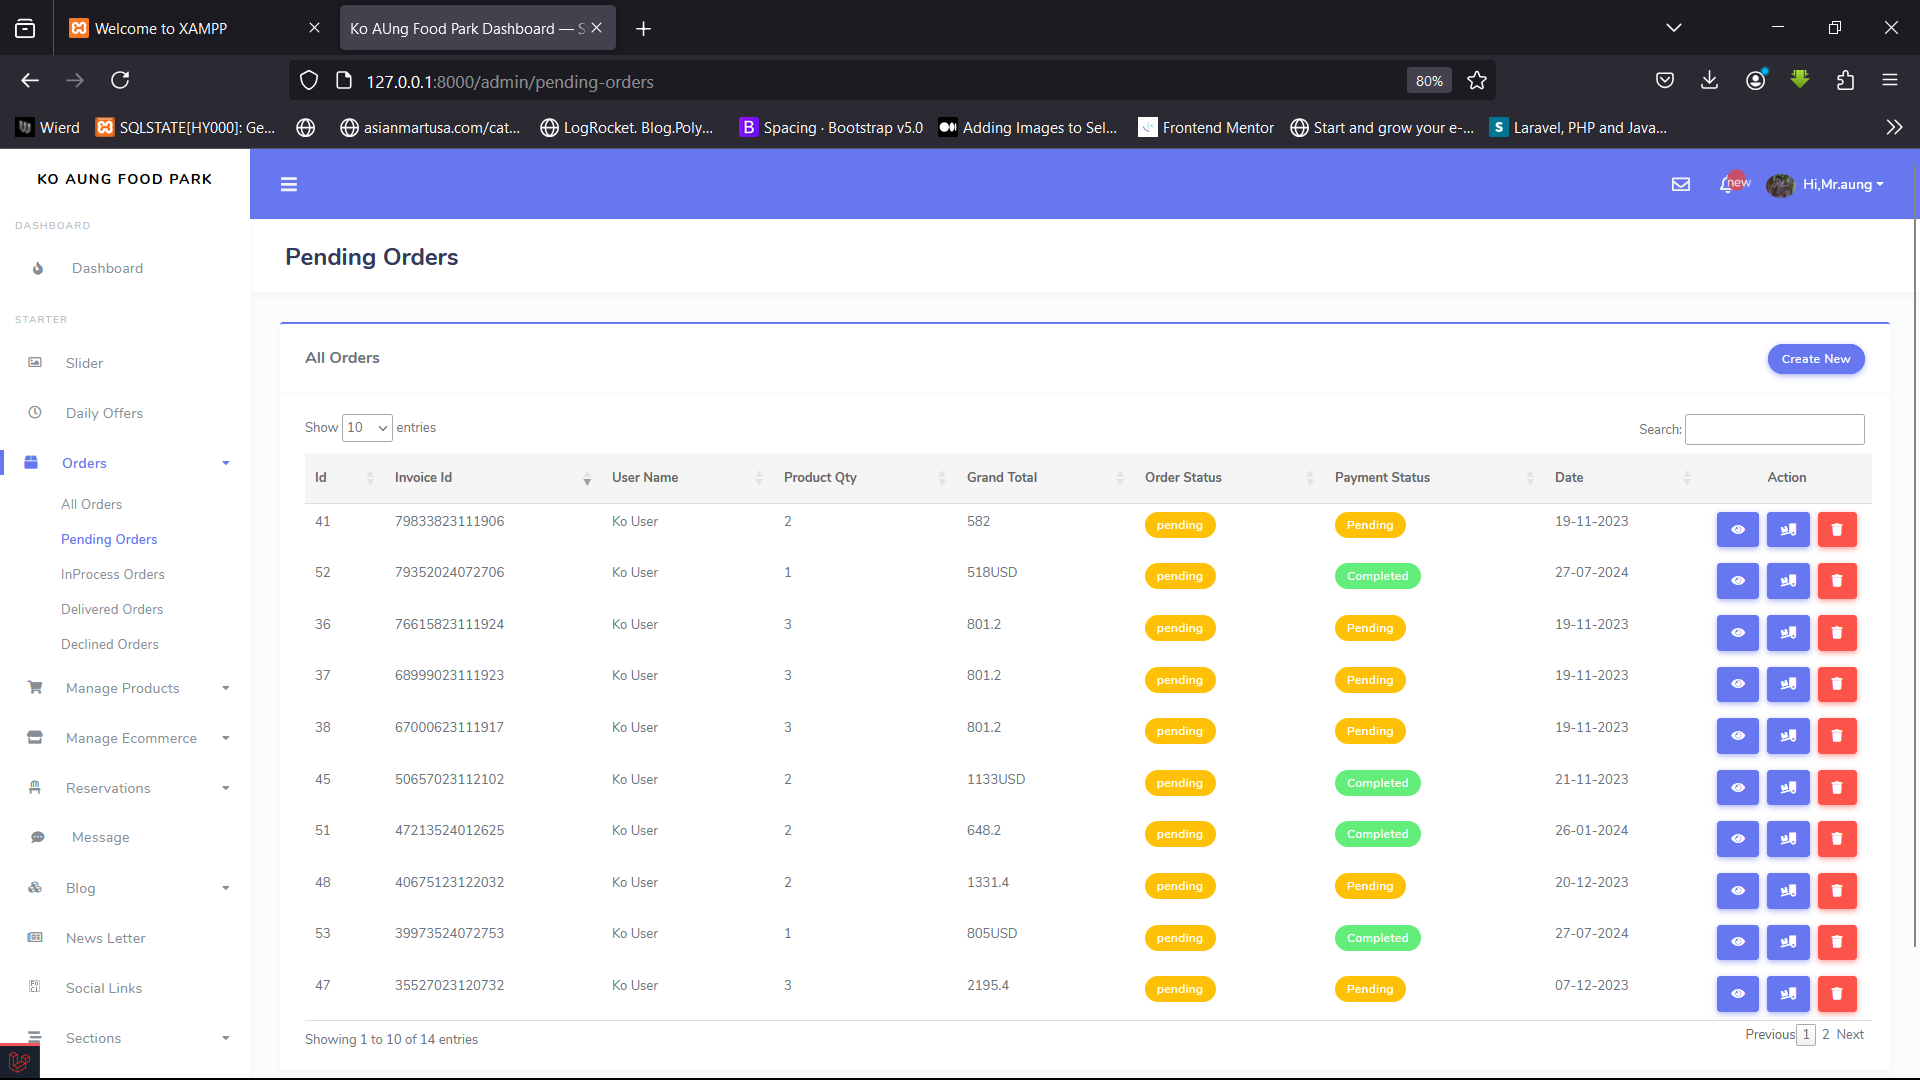 Welcome to XAMPP
Ko AUng Food Park Dashboard — S
127.0.0.1:8000/admin/pending-orders
80%
Wierd
SQLSTATE[HY000]: Ge...
asianmartusa.com/cat...
LogRocket. Blog.Poly...
B Spacing · Bootstrap v5.0
Adding Images to Sel...
Frontend Mentor
Start and grow your e-...
S Laravel, PHP and Java...
KO AUNG FOOD PARK
new
Hi,Mr.aung
DASHBOARD
Dashboard
STARTER
Slider
Daily Offers
Orders
All Orders
Pending Orders
InProcess Orders
Delivered Orders
Declined Orders
Manage Products
Manage Ecommerce
Reservations
Message
Blog
News Letter
Social Links
Sections
Pending Orders
All Orders
Create New
Show 10 entries
Search:
Id Invoice Id User Name Product Qty Grand Total Order Status Payment Status Date Action
41 79833823111906 Ko User 2 582 pending Pending 19-11-2023
52 79352024072706 Ko User 1 518USD pending Completed 27-07-2024
36 76615823111924 Ko User 3 801.2 pending Pending 19-11-2023
37 68999023111923 Ko User 3 801.2 pending Pending 19-11-2023
38 67000623111917 Ko User 3 801.2 pending Pending 19-11-2023
45 50657023112102 Ko User 2 1133USD pending Completed 21-11-2023
51 47213524012625 Ko User 2 648.2 pending Completed 26-01-2024
48 40675123122032 Ko User 2 1331.4 pending Pending 20-12-2023
53 39973524072753 Ko User 1 805USD pending Completed 27-07-2024
47 35527023120732 Ko User 3 2195.4 pending Pending 07-12-2023
Showing 1 to 10 of 14 entries
Previous 1 2 Next